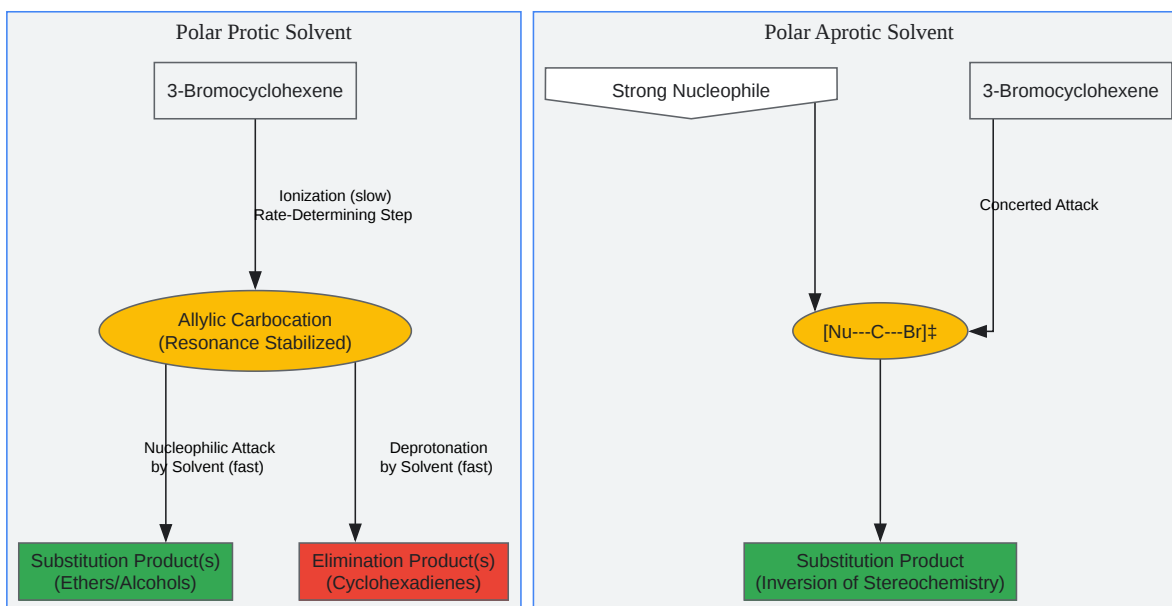 Polar Protic Solvent
3-Bromocyclohexene
Ionization (slow)
Rate-Determining Step
Allylic Carbocation
(Resonance Stabilized)
Nucleophilic Attack
by Solvent (fast)
Deprotonation
by Solvent (fast)
Substitution Product(s)
(Ethers/Alcohols)
Elimination Product(s)
(Cyclohexadienes)
Polar Aprotic Solvent
Strong Nucleophile
3-Bromocyclohexene
Concerted Attack
[Nu---C---Br]‡
Substitution Product
(Inversion of Stereochemistry)